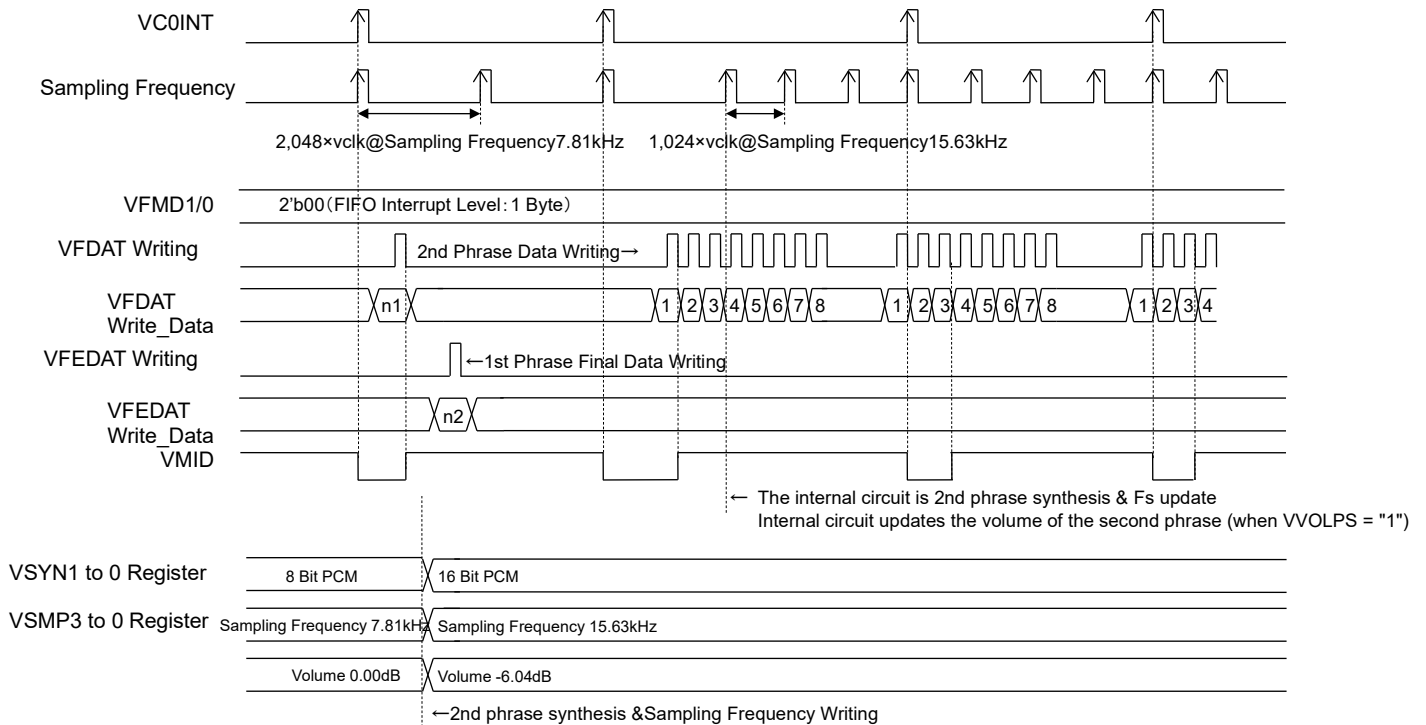 VC0INT
Sampling Frequency
2,048×vclk@Sampling Frequency7.81kHz 1,024×vclk@Sampling Frequency15.63kHz
VFMD1/0 2'b00（FIFO Interrupt Level：1 Byte）
VFDAT Writing 2nd Phrase Data Writing→
VFDAT
Write_Data
n1 1 2 3 4 5 6 7 8 1 2 3 4 5 6 7 8 1 2 3 4
VFEDAT Writing ←1st Phrase Final Data Writing
VFEDAT
Write_Data
n2
VMID
← The internal circuit is 2nd phrase synthesis & Fs update
Internal circuit updates the volume of the second phrase (when VVOLPS = "1")
VSYN1 to 0 Register 8 Bit PCM 16 Bit PCM
VSMP3 to 0 Register Sampling Frequency 7.81kHz Sampling Frequency 15.63kHz
Volume 0.00dB Volume -6.04dB
←2nd phrase synthesis &Sampling Frequency Writing